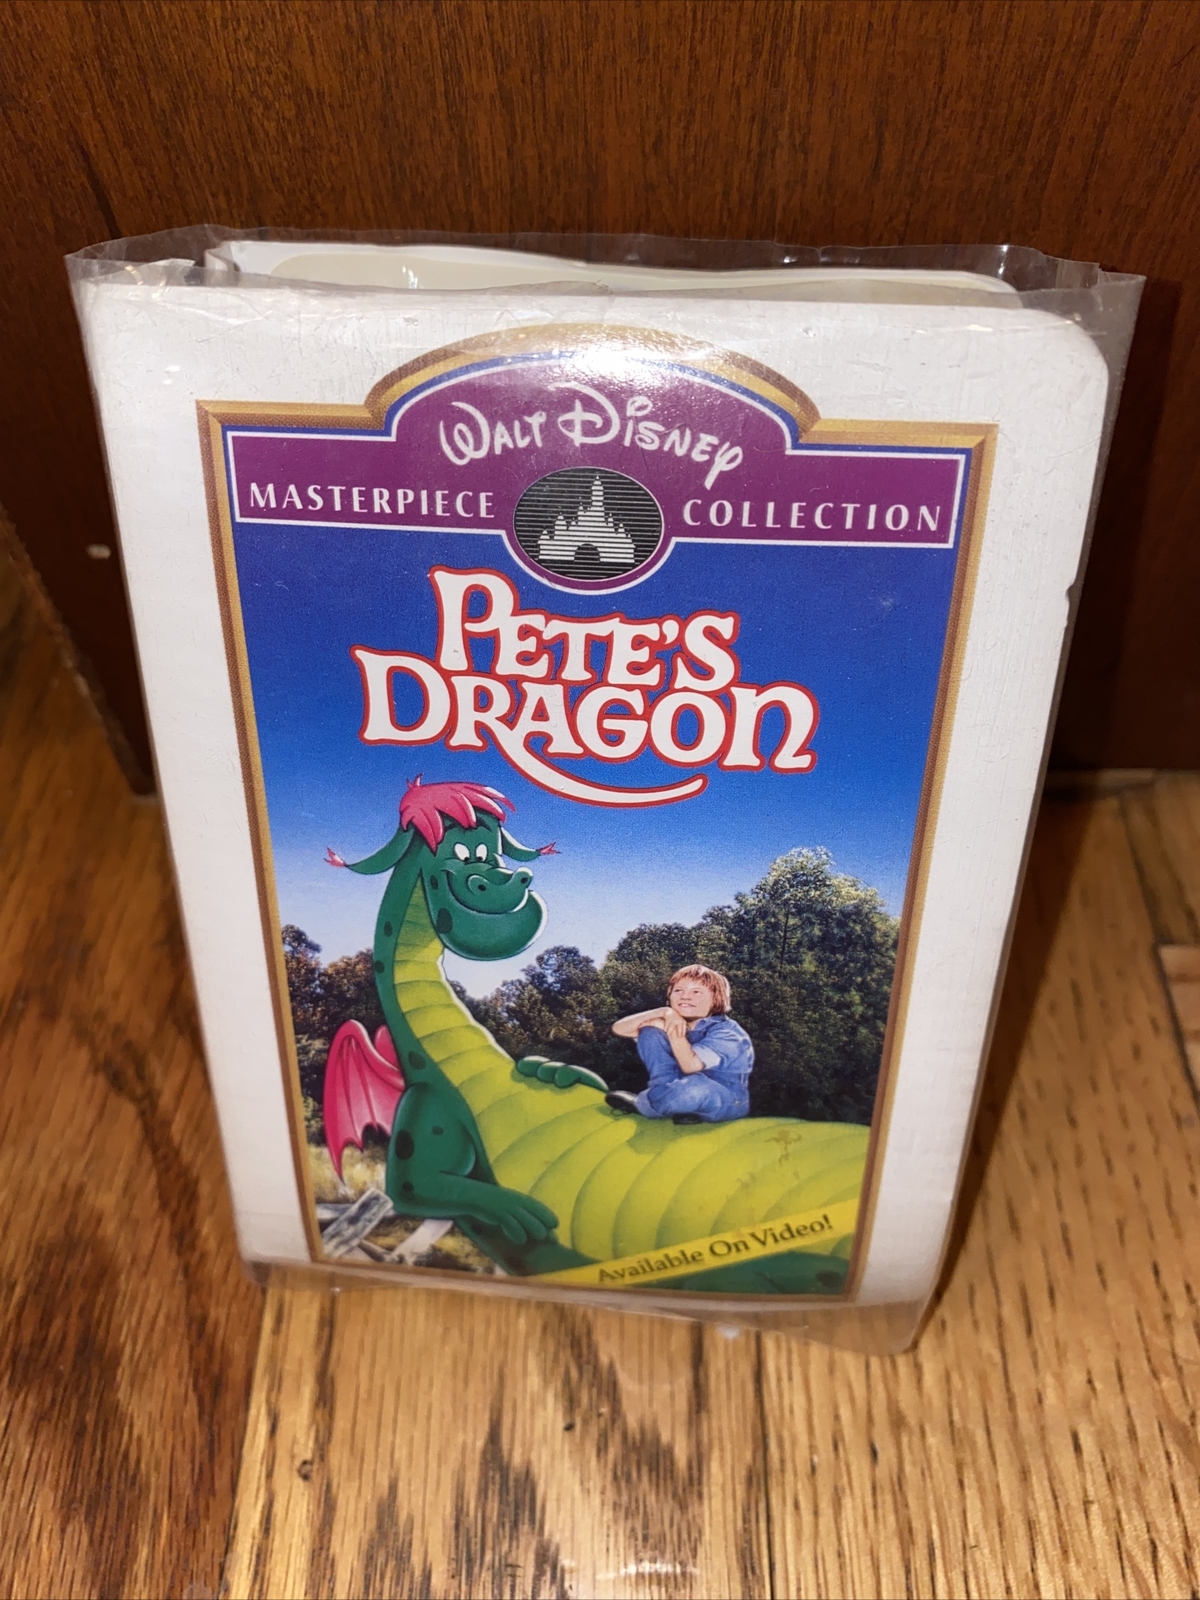 WALT DISNEY
MASTERPIECE COLLECTION
PETE'S
DRAGON
Available On Video!